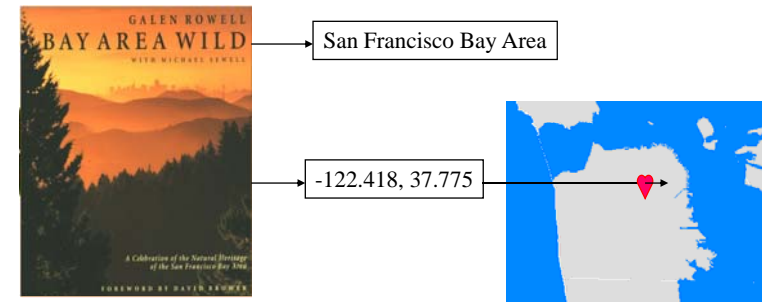 GALEN ROWELL
BAY AREA WILD
WITH MICHAEL SEWELL
San Francisco Bay Area
-122.418, 37.775
A Celebration of the Natural Heritage
of the San Francisco Bay Area
FOREWORD BY DAVID BROWER